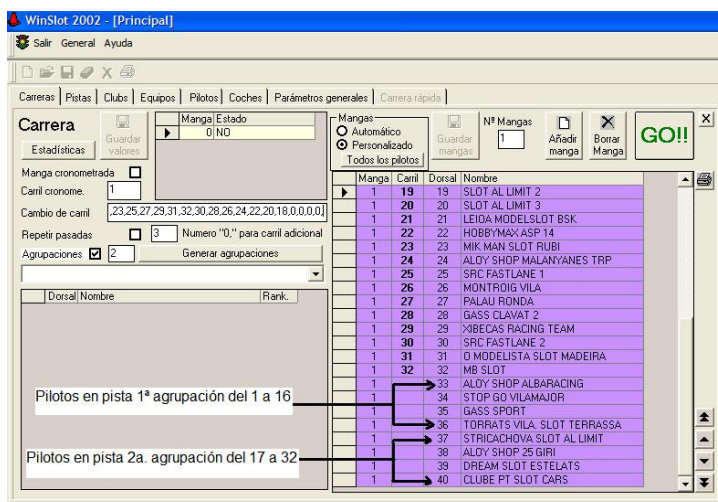 WinSlot 2002 - [Principal]
Salir General Ayuda
Carreras Pistas Clubs Equipos Pilotos Coches Parámetros generales Carrera rápida
Carrera
Guardar valores
Estadísticas
Manga Estado
0 NO
Mangas
Automático
Personalizado
Todos los pilotos
Guardar mangas
Nº Mangas
1
Añadir manga
Borrar Manga
GO!!
X
Manga cronometrada
Carril cronome. 1
Cambio de carril ,23,25,27,29,31,32,30,28,26,24,22,20,18,0,0,0,0,
Repetir pasadas 3 Numero "0," para carril adicional
Agrupaciones 2 Generar agrupaciones
Dorsal Nombre Rank.
Manga Carril Dorsal Nombre
1 19 19 SLOT AL LIMIT 2
1 20 20 SLOT AL LIMIT 3
1 21 21 LEIOA MODELSLOT BSK
1 22 22 HOBBYMAX ASP 14
1 23 23 MIK MAN SLOT RUBI
1 24 24 ALOY SHOP MALANYANES TRP
1 25 25 SRC FASTLANE 1
1 26 26 MONTROIG VILA
1 27 27 PALAU RONDA
1 28 28 GASS CLAVAT 2
1 29 29 XIBECAS RACING TEAM
1 30 30 SRC FASTLANE 2
1 31 31 O MODELISTA SLOT MADEIRA
1 32 32 MB SLOT
1 33 ALOY SHOP ALBARACING
1 34 STOP GO VILAMAJOR
1 35 GASS SPORT
1 36 TORRATS VILA. SLOT TERRASSA
1 37 STRICACHOVA SLOT AL LIMIT
1 38 ALOY SHOP 25 GIRI
1 39 DREAM SLOT ESTELATS
1 40 CLUBE PT SLOT CARS
Pilotos en pista 1ª agrupación del 1 a 16
Pilotos en pista 2a. agrupación del 17 a 32